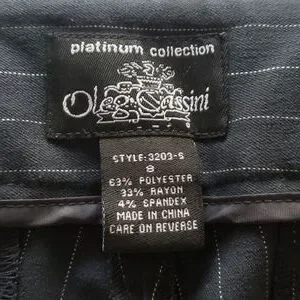 platinum collection
Oleg Cassini
STYLE:3203-S
8
63% POLYESTER
33% RAYON
4% SPANDEX
MADE IN CHINA
CARE ON REVERSE